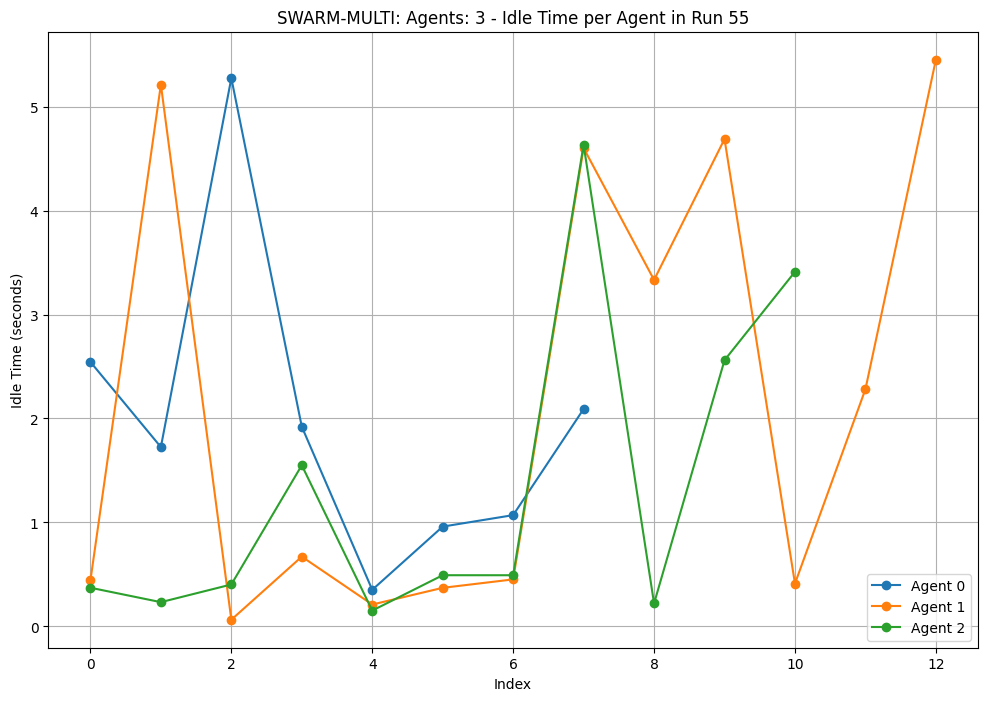 SWARM-MULTI: Agents: 3 - Idle Time per Agent in Run 55
Idle Time (seconds)
5
4
3
2
1
0
0 2 4 6 8 10 12
Index
Agent 0
Agent 1
Agent 2